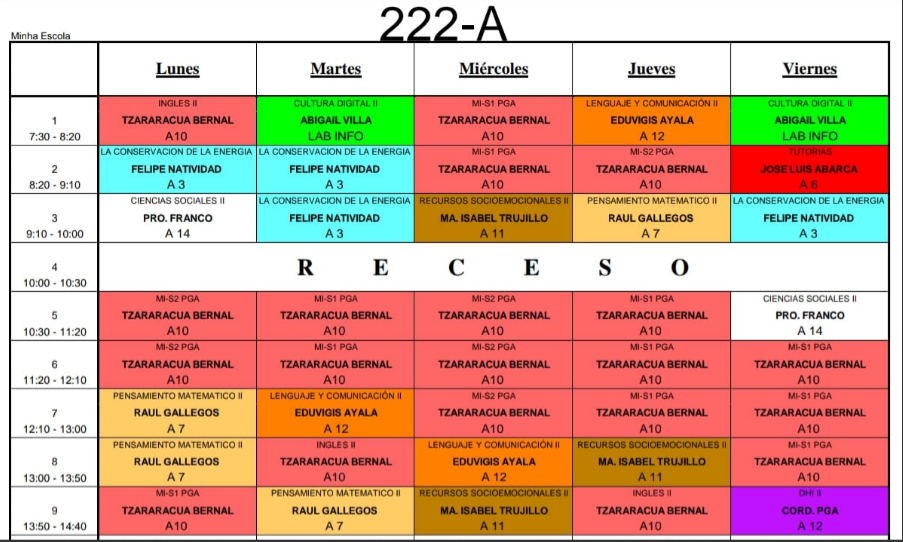 222-A
Minha Escola
Lunes Martes Miércoles Jueves Viernes
1
7:30 - 8:20
INGLES II
TZARARACUA BERNAL
A10
CULTURA DIGITAL II
ABIGAIL VILLA
LAB INFO
MI-S1 PGA
TZARARACUA BERNAL
A10
LENGUAJE Y COMUNICACIÓN II
EDUVIGIS AYALA
A 12
CULTURA DIGITAL II
ABIGAIL VILLA
LAB INFO
2
8:20 - 9:10
LA CONSERVACION DE LA ENERGIA
FELIPE NATIVIDAD
A 3
LA CONSERVACION DE LA ENERGIA
FELIPE NATIVIDAD
A 3
MI-S1 PGA
TZARARACUA BERNAL
A10
MI-S2 PGA
TZARARACUA BERNAL
A10
TUTORIAS
JOSE LUIS ABARCA
A 6
3
9:10 - 10:00
CIENCIAS SOCIALES II
PRO. FRANCO
A 14
LA CONSERVACION DE LA ENERGIA
FELIPE NATIVIDAD
A 3
RECURSOS SOCIOEMOCIONALES II
MA. ISABEL TRUJILLO
A 11
PENSAMIENTO MATEMATICO II
RAUL GALLEGOS
A 7
LA CONSERVACION DE LA ENERGIA
FELIPE NATIVIDAD
A 3
4
10:00 - 10:30
R E C E S O
5
10:30 - 11:20
MI-S2 PGA
TZARARACUA BERNAL
A10
MI-S1 PGA
TZARARACUA BERNAL
A10
MI-S2 PGA
TZARARACUA BERNAL
A10
MI-S1 PGA
TZARARACUA BERNAL
A10
CIENCIAS SOCIALES II
PRO. FRANCO
A 14
6
11:20 - 12:10
MI-S2 PGA
TZARARACUA BERNAL
A10
MI-S1 PGA
TZARARACUA BERNAL
A10
MI-S2 PGA
TZARARACUA BERNAL
A10
MI-S1 PGA
TZARARACUA BERNAL
A10
MI-S1 PGA
TZARARACUA BERNAL
A10
7
12:10 - 13:00
PENSAMIENTO MATEMATICO II
RAUL GALLEGOS
A 7
LENGUAJE Y COMUNICACIÓN II
EDUVIGIS AYALA
A 12
MI-S2 PGA
TZARARACUA BERNAL
A10
MI-S1 PGA
TZARARACUA BERNAL
A10
MI-S1 PGA
TZARARACUA BERNAL
A10
8
13:00 - 13:50
PENSAMIENTO MATEMATICO II
RAUL GALLEGOS
A 7
INGLES II
TZARARACUA BERNAL
A10
LENGUAJE Y COMUNICACIÓN II
EDUVIGIS AYALA
A 12
RECURSOS SOCIOEMOCIONALES II
MA. ISABEL TRUJILLO
A 11
MI-S1 PGA
TZARARACUA BERNAL
A10
9
13:50 - 14:40
MI-S1 PGA
TZARARACUA BERNAL
A10
PENSAMIENTO MATEMATICO II
RAUL GALLEGOS
A 7
RECURSOS SOCIOEMOCIONALES II
MA. ISABEL TRUJILLO
A 11
INGLES II
TZARARACUA BERNAL
A10
DHI II
CORD. PGA
A 12